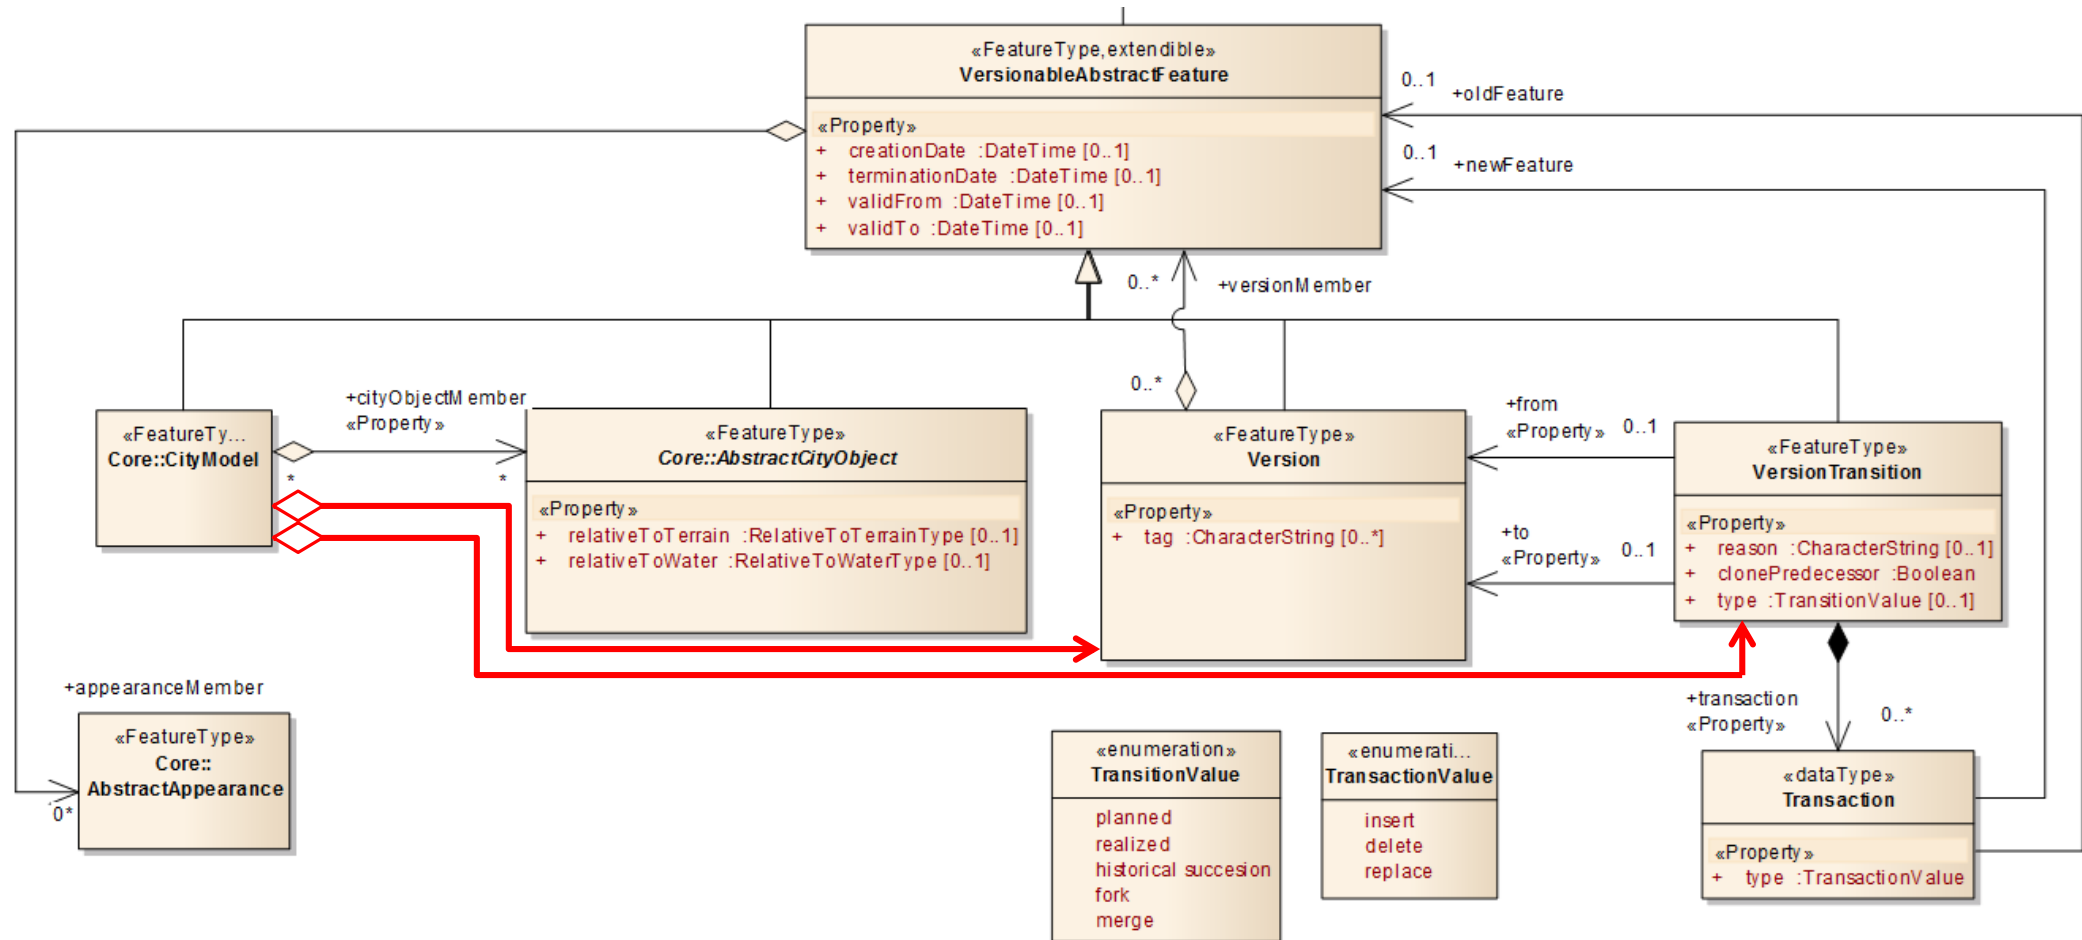 «FeatureType,extendible»
VersionableAbstractFeature
«Property»
+ creationDate :DateTime [0..1]
+ terminationDate :DateTime [0..1]
+ validFrom :DateTime [0..1]
+ validTo :DateTime [0..1]
0..1
+oldFeature
0..1
+newFeature
0..*
+versionMember
0..*
+cityObjectMember
«Property»
*
*
«FeatureTy...
Core::CityModel
«FeatureType»
Core::AbstractCityObject
«Property»
+ relativeToTerrain :RelativeToTerrainType [0..1]
+ relativeToWater :RelativeToWaterType [0..1]
«FeatureType»
Version
«Property»
+ tag :CharacterString [0..*]
+from
«Property»
0..1
+to
«Property»
0..1
«FeatureType»
VersionTransition
«Property»
+ reason :CharacterString [0..1]
+ clonePredecessor :Boolean
+ type :TransitionValue [0..1]
+appearanceMember
«FeatureType»
Core::
AbstractAppearance
0*
«enumeration»
TransitionValue
planned
realized
historical succesion
fork
merge
«enumerati...
TransactionValue
insert
delete
replace
+transaction
«Property»
0..*
«dataType»
Transaction
«Property»
+ type :TransactionValue